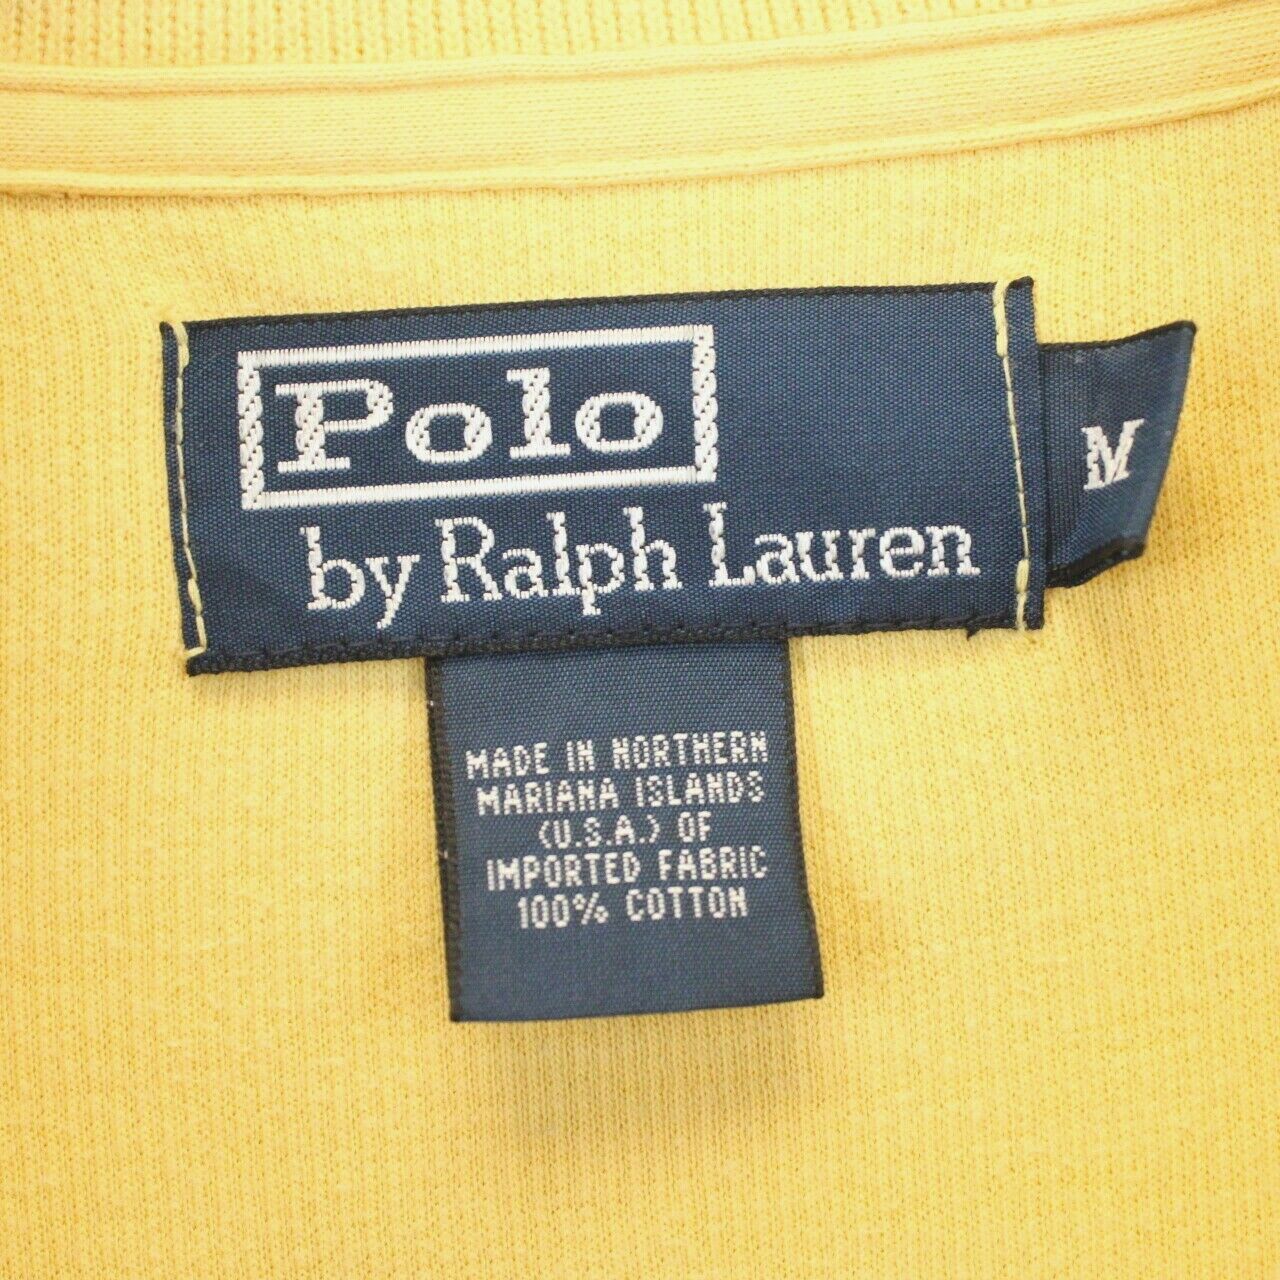 Polo
by Ralph Lauren
M
MADE IN NORTHERN
MARIANA ISLANDS
(U.S.A.) OF
IMPORTED FABRIC
100% COTTON